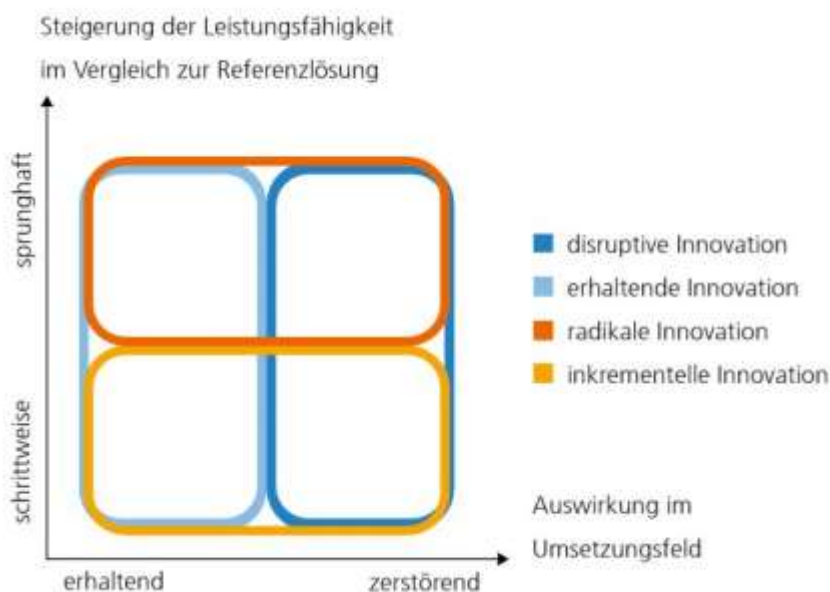 Steigerung der Leistungsfähigkeit
im Vergleich zur Referenzlösung
sprunghaft
schrittweise
disruptive Innovation
erhaltende Innovation
radikale Innovation
inkrementelle Innovation
Auswirkung im
Umsetzungsfeld
erhaltend
zerstörend